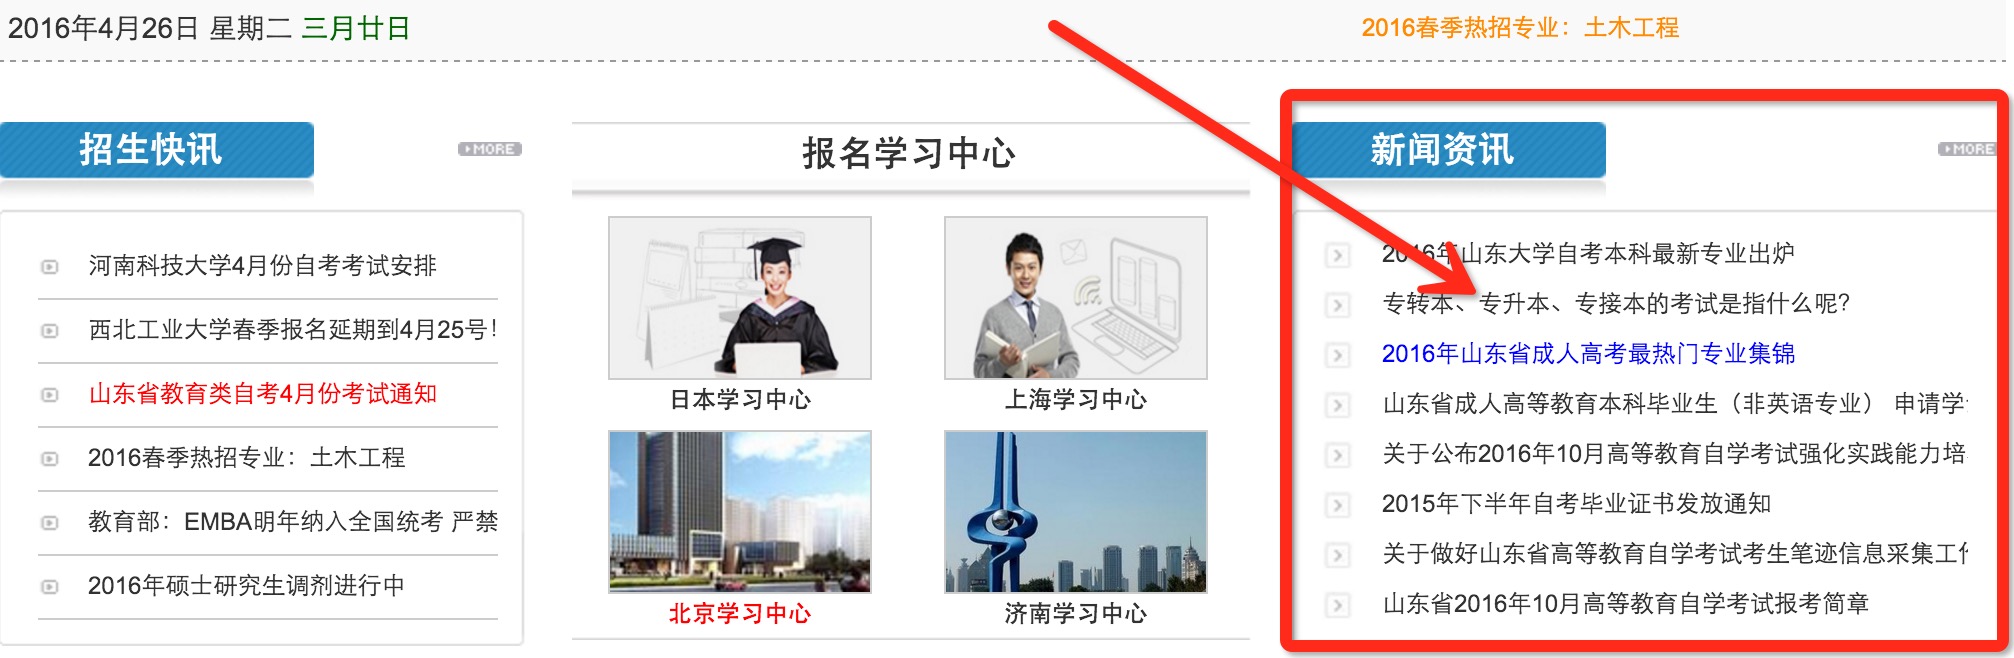 2016年4月26日 星期二 三月廿日
2016春季热招专业：土木工程
招生快讯
MORE
河南科技大学4月份自考考试安排
西北工业大学春季报名延期到4月25号!
山东省教育类自考4月份考试通知
2016春季热招专业：土木工程
教育部：EMBA明年纳入全国统考 严禁
2016年硕士研究生调剂进行中
报名学习中心
日本学习中心
上海学习中心
北京学习中心
济南学习中心
新闻资讯
MORE
2016年山东大学自考本科最新专业出炉
专转本、专升本、专接本的考试是指什么呢?
2016年山东省成人高考最热门专业集锦
山东省成人高等教育本科毕业生（非英语专业） 申请学
关于公布2016年10月高等教育自学考试强化实践能力培
2015年下半年自考毕业证书发放通知
关于做好山东省高等教育自学考试考生笔迹信息采集工作
山东省2016年10月高等教育自学考试报考简章